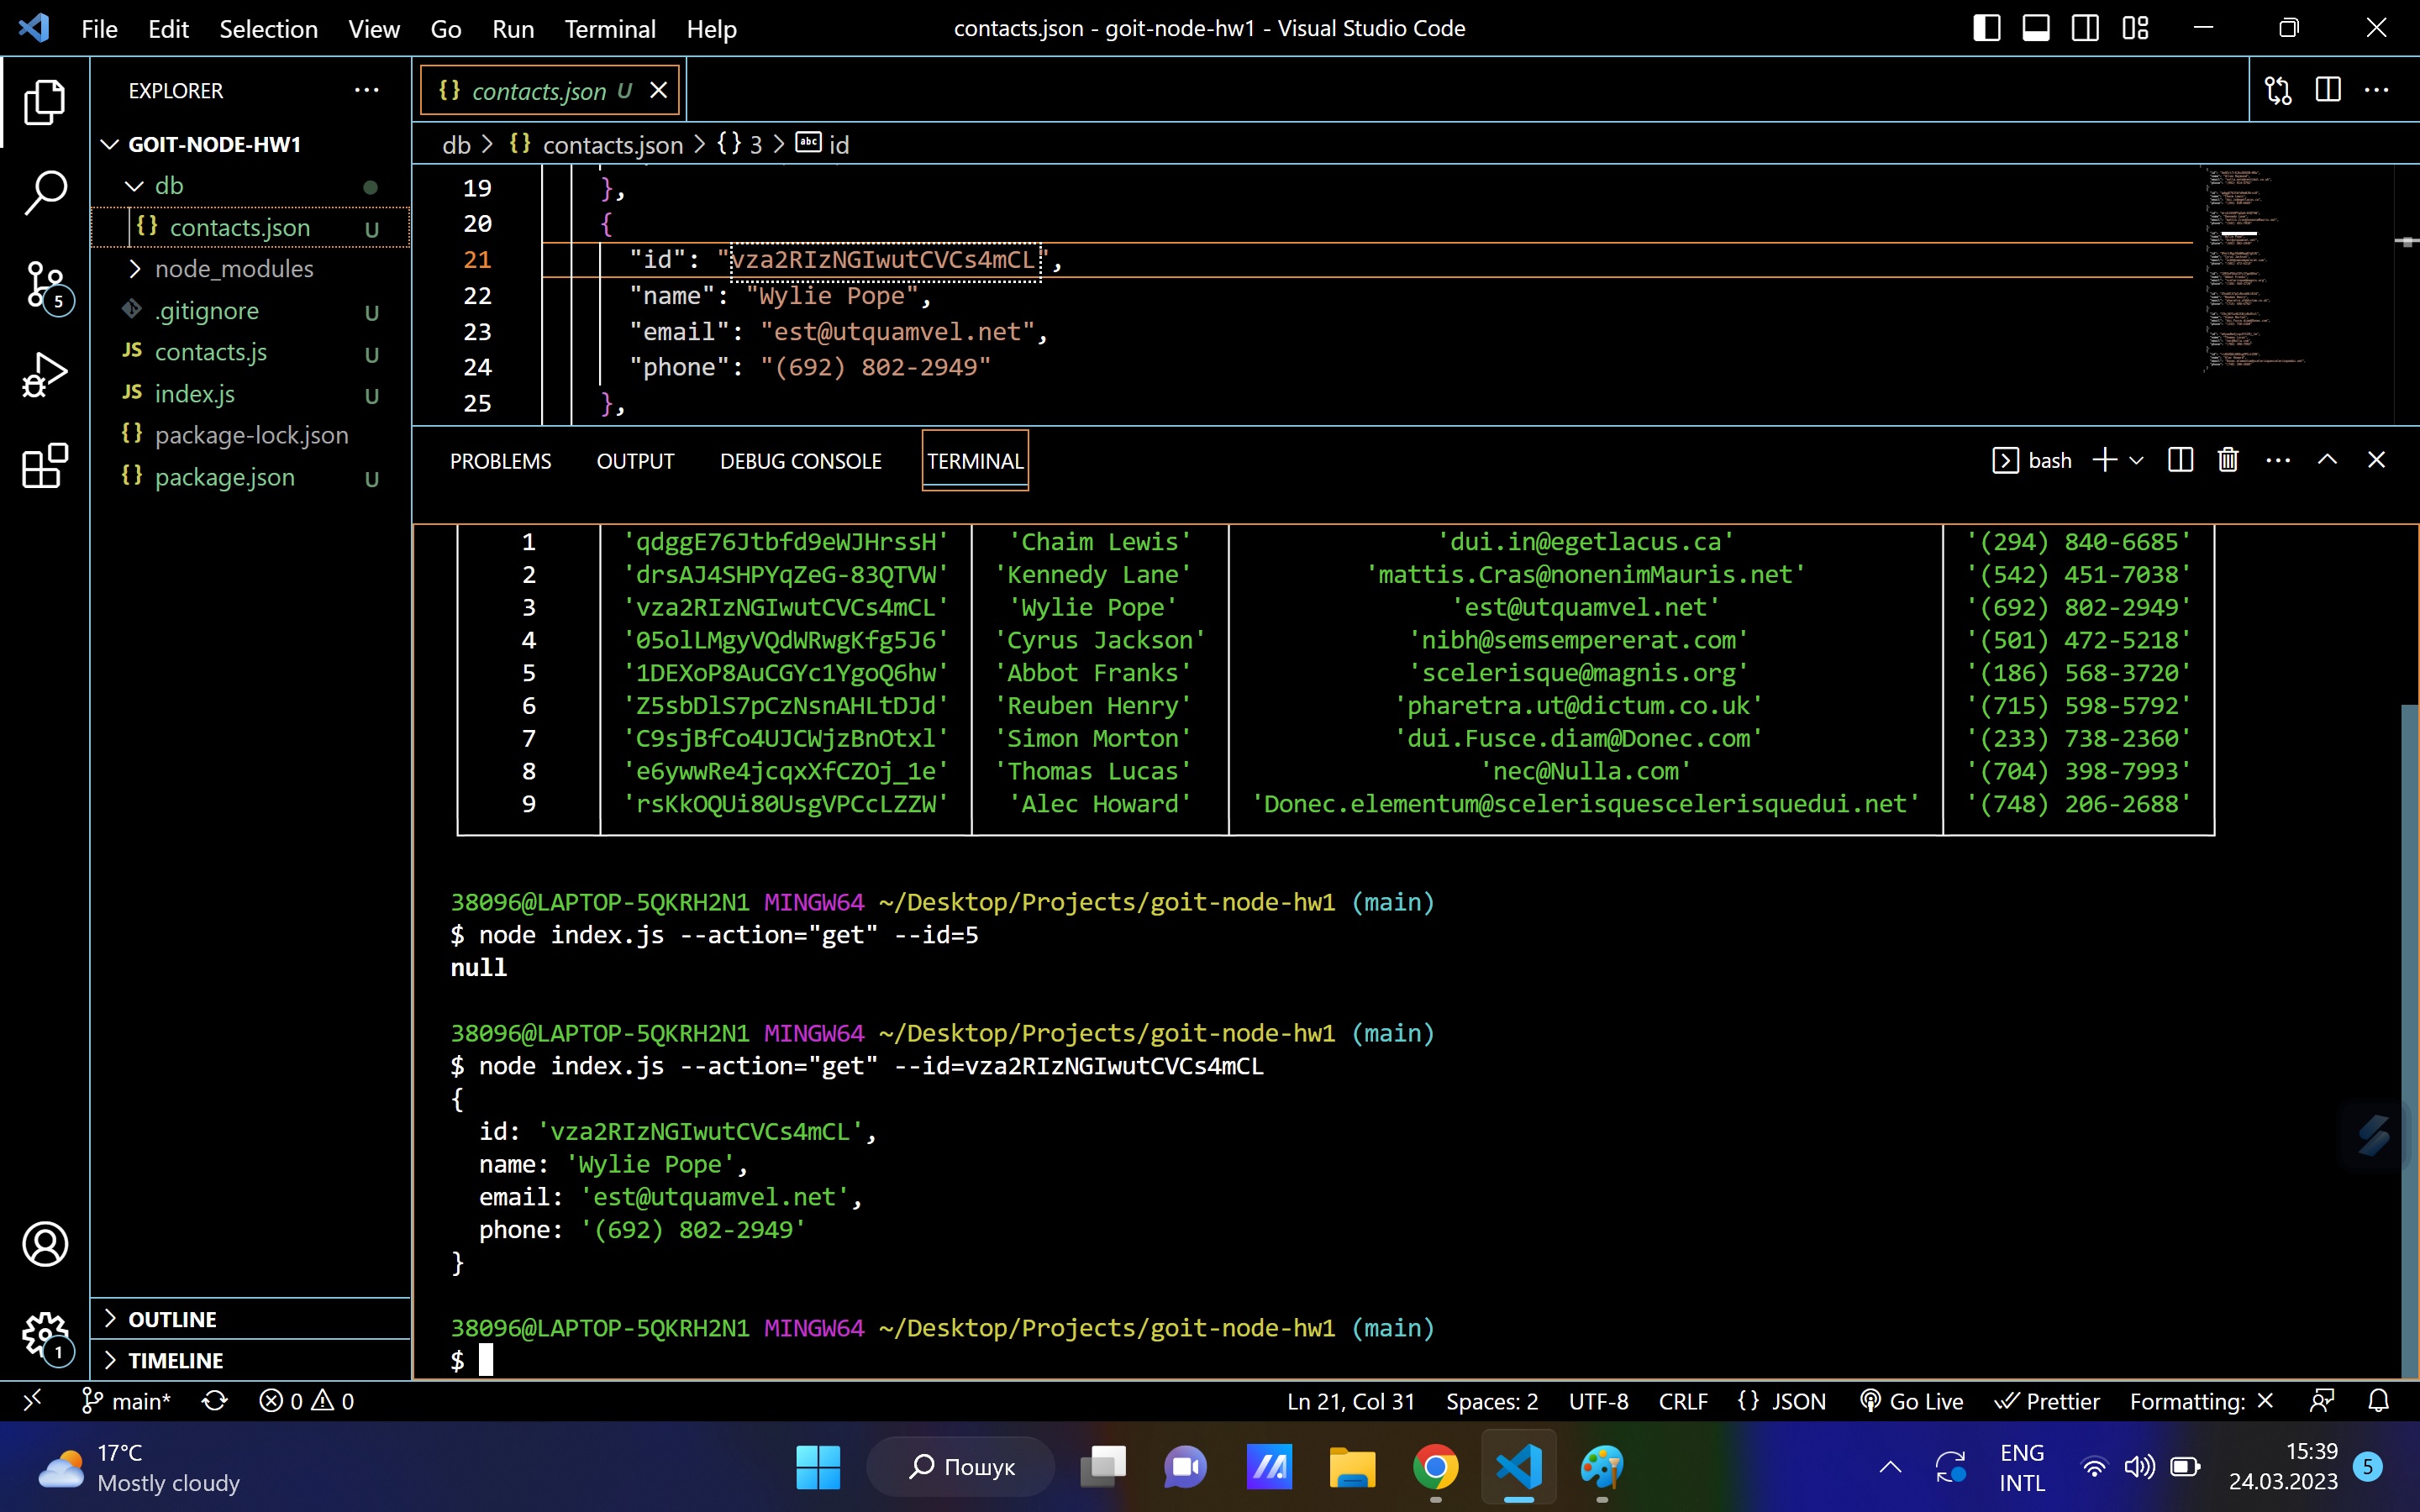 File Edit Selection View Go Run Terminal Help
contacts.json - goit-node-hw1 - Visual Studio Code
EXPLORER
GOIT-NODE-HW1
db
{} contacts.json U
node_modules
.gitignore U
JS contacts.js U
JS index.js U
{} package-lock.json
{} package.json U
OUTLINE
TIMELINE
5
1
{} contacts.json U
db > {} contacts.json > {} 3 > abc id
19 },
20 {
21 "id": "vza2RIzNGIwutCVCs4mCL",
22 "name": "Wylie Pope",
23 "email": "est@utquamvel.net",
24 "phone": "(692) 802-2949"
25 },
PROBLEMS OUTPUT DEBUG CONSOLE TERMINAL
bash
1 'qdggE76Jtbfd9eWJHrssH' 'Chaim Lewis' 'dui.in@egetlacus.ca' '(294) 840-6685'
2 'drsAJ4SHPYqZeG-83QTVW' 'Kennedy Lane' 'mattis.Cras@nonenimMauris.net' '(542) 451-7038'
3 'vza2RIzNGIwutCVCs4mCL' 'Wylie Pope' 'est@utquamvel.net' '(692) 802-2949'
4 '05olLMgyVQdWRwgKfg5J6' 'Cyrus Jackson' 'nibh@semsempererat.com' '(501) 472-5218'
5 '1DEXoP8AuCGYc1YgoQ6hw' 'Abbot Franks' 'scelerisque@magnis.org' '(186) 568-3720'
6 'Z5sbDlS7pCzNsnAHLtDJd' 'Reuben Henry' 'pharetra.ut@dictum.co.uk' '(715) 598-5792'
7 'C9sjBfCo4UJCWjzBnOtxl' 'Simon Morton' 'dui.Fusce.diam@Donec.com' '(233) 738-2360'
8 'e6ywwRe4jcqxXfCZOj_1e' 'Thomas Lucas' 'nec@Nulla.com' '(704) 398-7993'
9 'rsKkOQUi80UsgVPCcLZZW' 'Alec Howard' 'Donec.elementum@scelerisquescelerisquedui.net' '(748) 206-2688'
38096@LAPTOP-5QKRH2N1 MINGW64 ~/Desktop/Projects/goit-node-hw1 (main)
$ node index.js --action="get" --id=5
null
38096@LAPTOP-5QKRH2N1 MINGW64 ~/Desktop/Projects/goit-node-hw1 (main)
$ node index.js --action="get" --id=vza2RIzNGIwutCVCs4mCL
{
id: 'vza2RIzNGIwutCVCs4mCL',
name: 'Wylie Pope',
email: 'est@utquamvel.net',
phone: '(692) 802-2949'
}
38096@LAPTOP-5QKRH2N1 MINGW64 ~/Desktop/Projects/goit-node-hw1 (main)
$
main* 0 0 Ln 21, Col 31 Spaces: 2 UTF-8 CRLF {} JSON Go Live Prettier Formatting: ×
17°C
Mostly cloudy
Пошук
ENG
INTL
15:39
24.03.2023
5